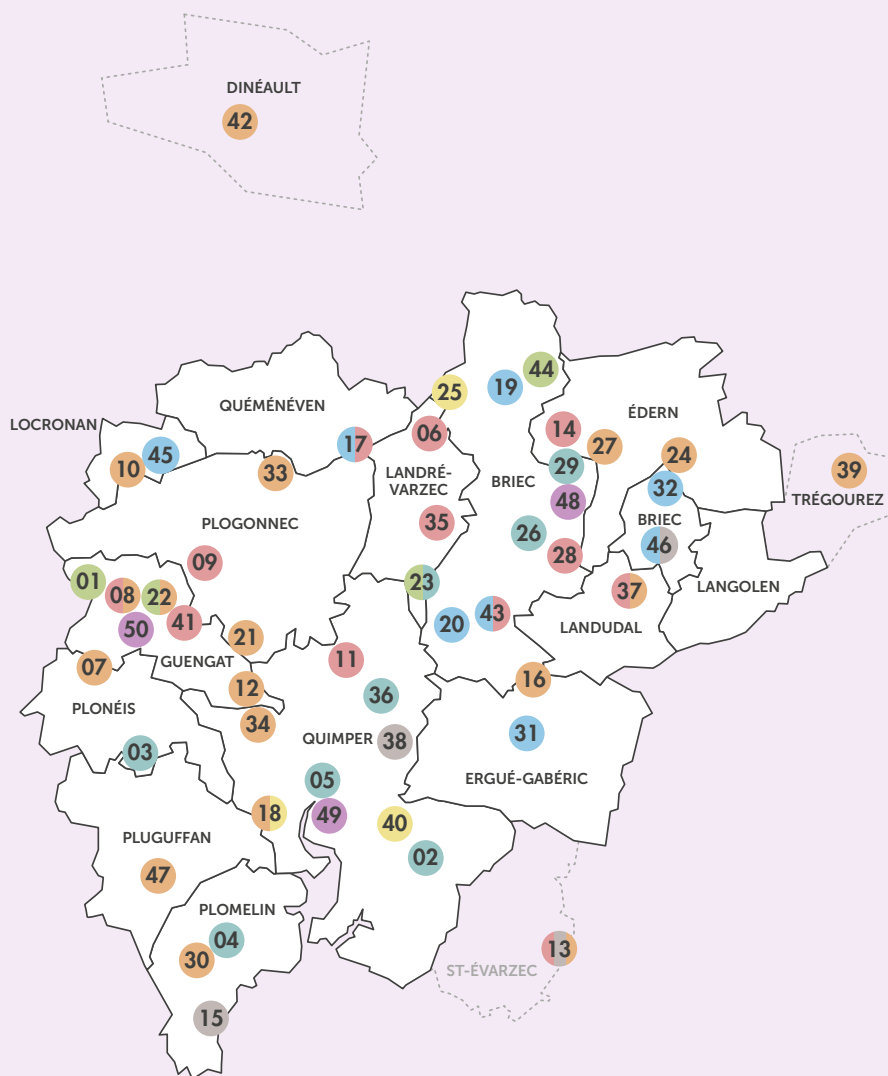 DINÉAULT
42
44
19
25
QUÉMÉNÉVEN
ÉDERN
LOCRONAN
06
14
17
27
45
24
10
33
29
39
LANDRÉ-
VARZEC
BRIEC
32
TRÉGOUREZ
48
PLOGONNEC
35
BRIEC
26
46
28
09
01
23
LANGOLEN
08
22
37
43
41
20
LANDUDAL
50
21
11
GUENGAT
07
16
12
36
PLONÉIS
34
31
QUIMPER
38
03
05
ERGUÉ-GABÉRIC
18
49
40
PLUGUFFAN
02
47
PLOMELIN
04
13
30
ST-ÉVARZEC
15